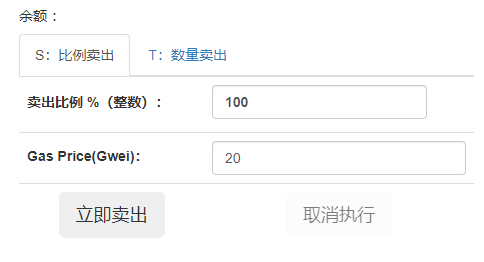 余额：
S：比例卖出 T：数量卖出
卖出比例 %（整数）： 100
Gas Price(Gwei)： 20
立即卖出 取消执行